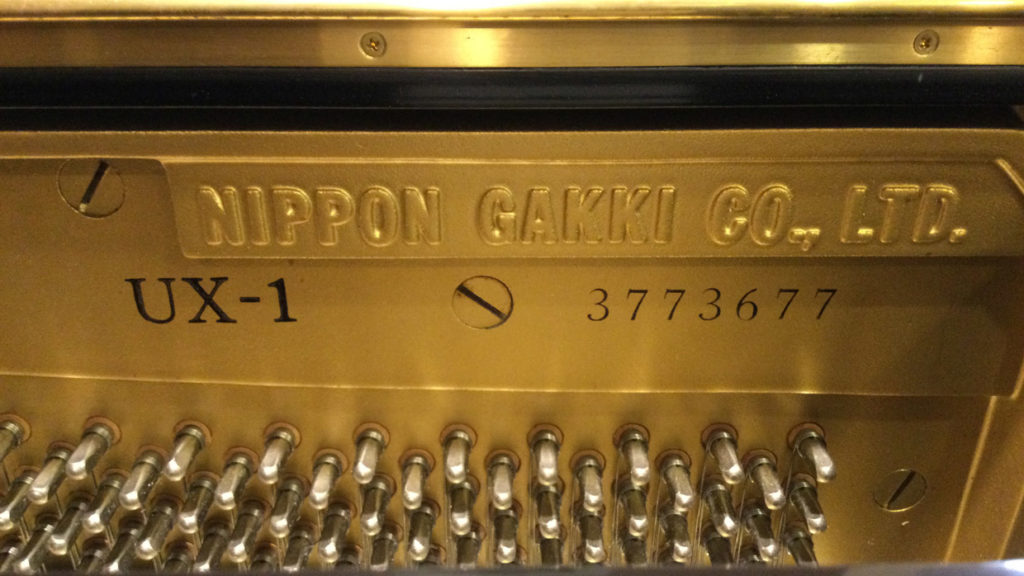 NIPPON GAKKI CO., LTD.
UX-1 3773677